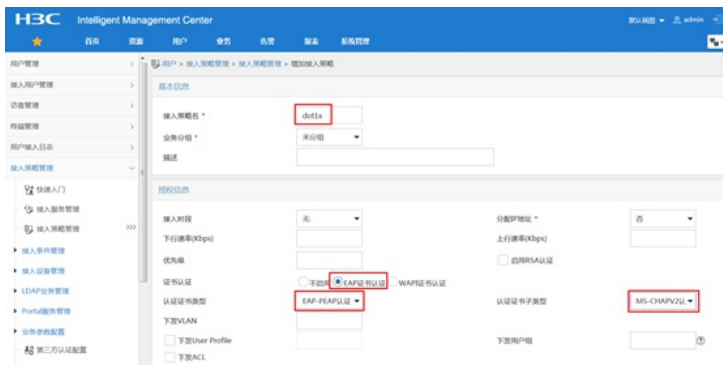 H3C Intelligent Management Center 默认视图 admin
首页 资源 用户 业务 告警 报表 系统管理
用户管理
用户 > 接入策略管理 > 接入策略管理 > 增加接入策略
接入用户管理
基本信息
访客管理
接入策略名 * dot1x
终端管理
业务分组 * 未分组
用户接入日志
描述
接入策略管理
快速入门
授权信息
接入服务管理
接入时段 无 分配IP地址 * 否
接入策略管理
下行速率(Kbps) 上行速率(Kbps)
接入条件管理
优先级 启用RSA认证
接入设备管理
证书认证 不启用 EAP证书认证 WAPI证书认证
LDAP业务管理
认证证书类型 EAP-PEAP认证 认证证书子类型 MS-CHAPV2认
Portal服务管理
下发VLAN
业务参数配置
下发User Profile 下发用户组
第三方认证配置
下发ACL